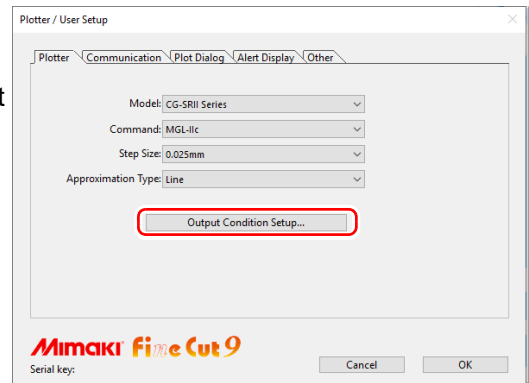 Plotter / User Setup
t
Plotter Communication Plot Dialog Alert Display Other
Model: CG-SRII Series
Command: MGL-IIc
Step Size: 0.025mm
Approximation Type: Line
Output Condition Setup...
Mimaki Fine Cut 9
Serial key:
Cancel OK